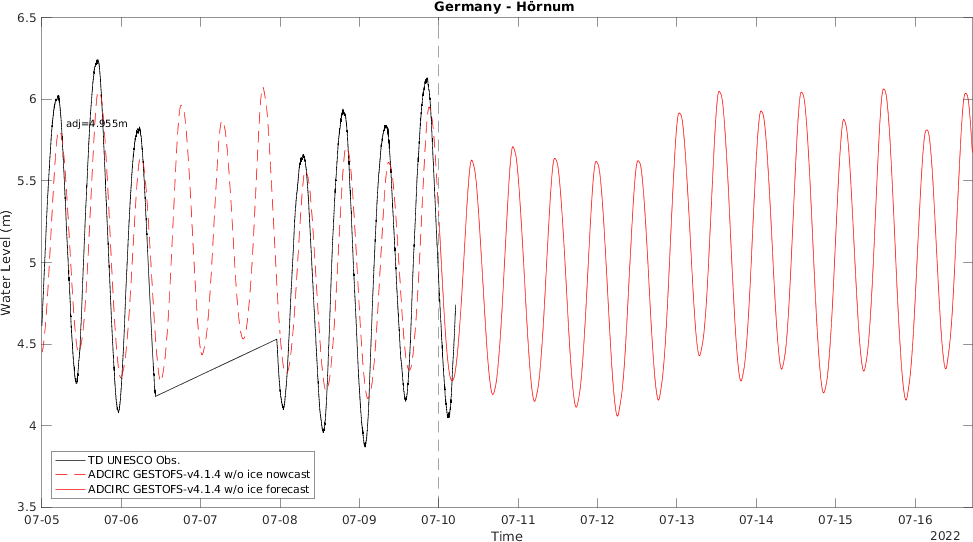 Germany - Hörnum
6.5
6
5.5
5
4.5
4
3.5
Water Level (m)
adj=4.955m
TD UNESCO Obs.
ADCIRC GESTOFS-v4.1.4 w/o ice nowcast
ADCIRC GESTOFS-v4.1.4 w/o ice forecast
07-05 07-06 07-07 07-08 07-09 07-10 07-11 07-12 07-13 07-14 07-15 07-16
Time
2022